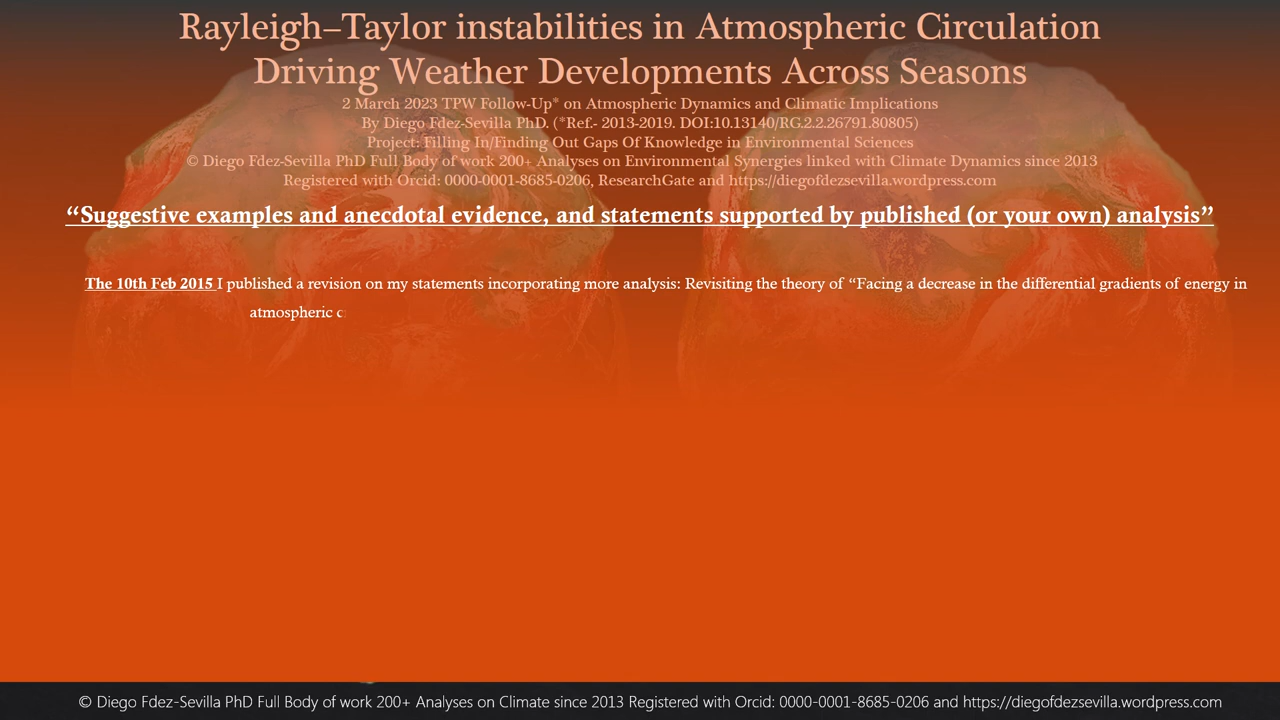 Rayleigh–Taylor instabilities in Atmospheric Circulation
Driving Weather Developments Across Seasons
2 March 2023 TPW Follow-Up* on Atmospheric Dynamics and Climatic Implications
By Diego Fdez-Sevilla PhD. (*Ref.- 2013-2019. DOI:10.13140/RG.2.2.26791.80805)
Project: Filling In/Finding Out Gaps Of Knowledge in Environmental Sciences
© Diego Fdez-Sevilla PhD Full Body of work 200+ Analyses on Environmental Synergies linked with Climate Dynamics since 2013
Registered with Orcid: 0000-0001-8685-0206, ResearchGate and https://diegofdezsevilla.wordpress.com
“Suggestive examples and anecdotal evidence, and statements supported by published (or your own) analysis”
The 10th Feb 2015 I published a revision on my statements incorporating more analysis: Revisiting the theory of “Facing a decrease in the differential gradients of energy in
atmospheric c
© Diego Fdez-Sevilla PhD Full Body of work 200+ Analyses on Climate since 2013 Registered with Orcid: 0000-0001-8685-0206 and https://diegofdezsevilla.wordpress.com